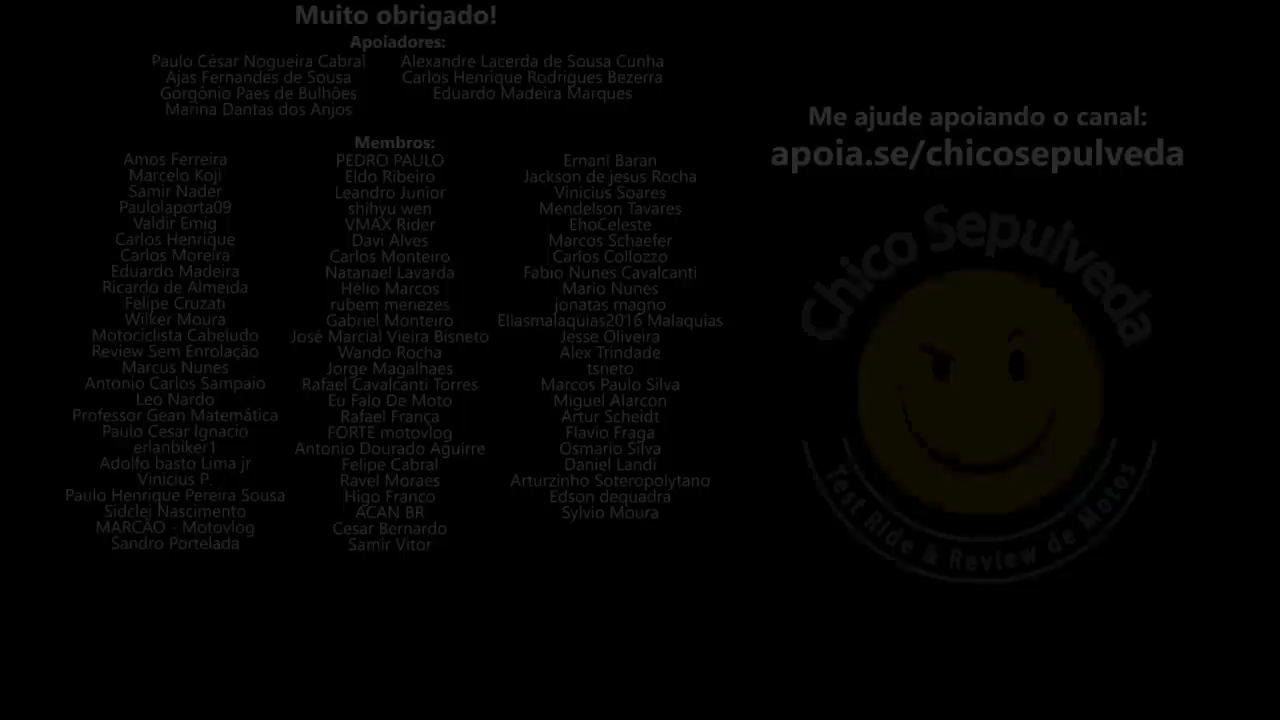 Muito obrigado!
Apoiadores:
Paulo César Nogueira Cabral
Ajas Fernandes de Sousa
Gorgônio Paes de Bulhões
Marina Dantas dos Anjos
Alexandre Lacerda de Sousa Cunha
Carlos Henrique Rodrigues Bezerra
Eduardo Madeira Marques
Membros:
Amos Ferreira
Marcelo Koji
Samir Nader
Paulolaporta09
Valdir Emig
Carlos Henrique
Carlos Moreira
Eduardo Madeira
Ricardo de Almeida
Felipe Cruzati
Wilker Moura
Motociclista Cabeludo
Review Sem Enrolação
Marcus Nunes
Antonio Carlos Sampaio
Leo Nardo
Professor Gean Matemática
Paulo Cesar Ignacio
erlanbiker1
Adolfo basto Lima jr
Vinicius P.
Paulo Henrique Pereira Sousa
Sidclei Nascimento
MARCÃO - Motovlog
Sandro Portelada
PEDRO PAULO
Eldo Ribeiro
Leandro Junior
shihyu wen
VMAX Rider
Davi Alves
Carlos Monteiro
Natanael Lavarda
Hélio Marcos
rubem menezes
Gabriel Monteiro
José Marcial Vieira Bisneto
Wando Rocha
Jorge Magalhaes
Rafael Cavalcanti Torres
Eu Falo De Moto
Rafael França
FORTE motovlog
Antonio Dourado Aguirre
Felipe Cabral
Ravel Moraes
Higo Franco
ACAN BR
Cesar Bernardo
Samir Vitor
Ernani Baran
Jackson de jesus Rocha
Vinicius Soares
Mendelson Tavares
EhoCeleste
Marcos Schaefer
Carlos Collozzo
Fabio Nunes Cavalcanti
Mario Nunes
jonatas magno
Eliasmalaquias2016 Malaquias
Jesse Oliveira
Alex Trindade
tsneto
Marcos Paulo Silva
Miguel Alarcon
Artur Scheidt
Flavio Fraga
Osmario Silva
Daniel Landi
Arturzinho Soteropolytano
Edson dequadra
Sylvio Moura
Me ajude apoiando o canal:
apoia.se/chicosepulveda
Chico Sepulveda
Test Ride & Review de Motos